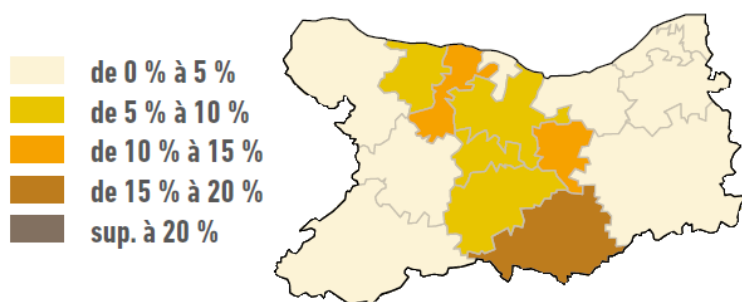 de 0 % à 5 %
de 5 % à 10 %
de 10 % à 15 %
de 15 % à 20 %
sup. à 20 %